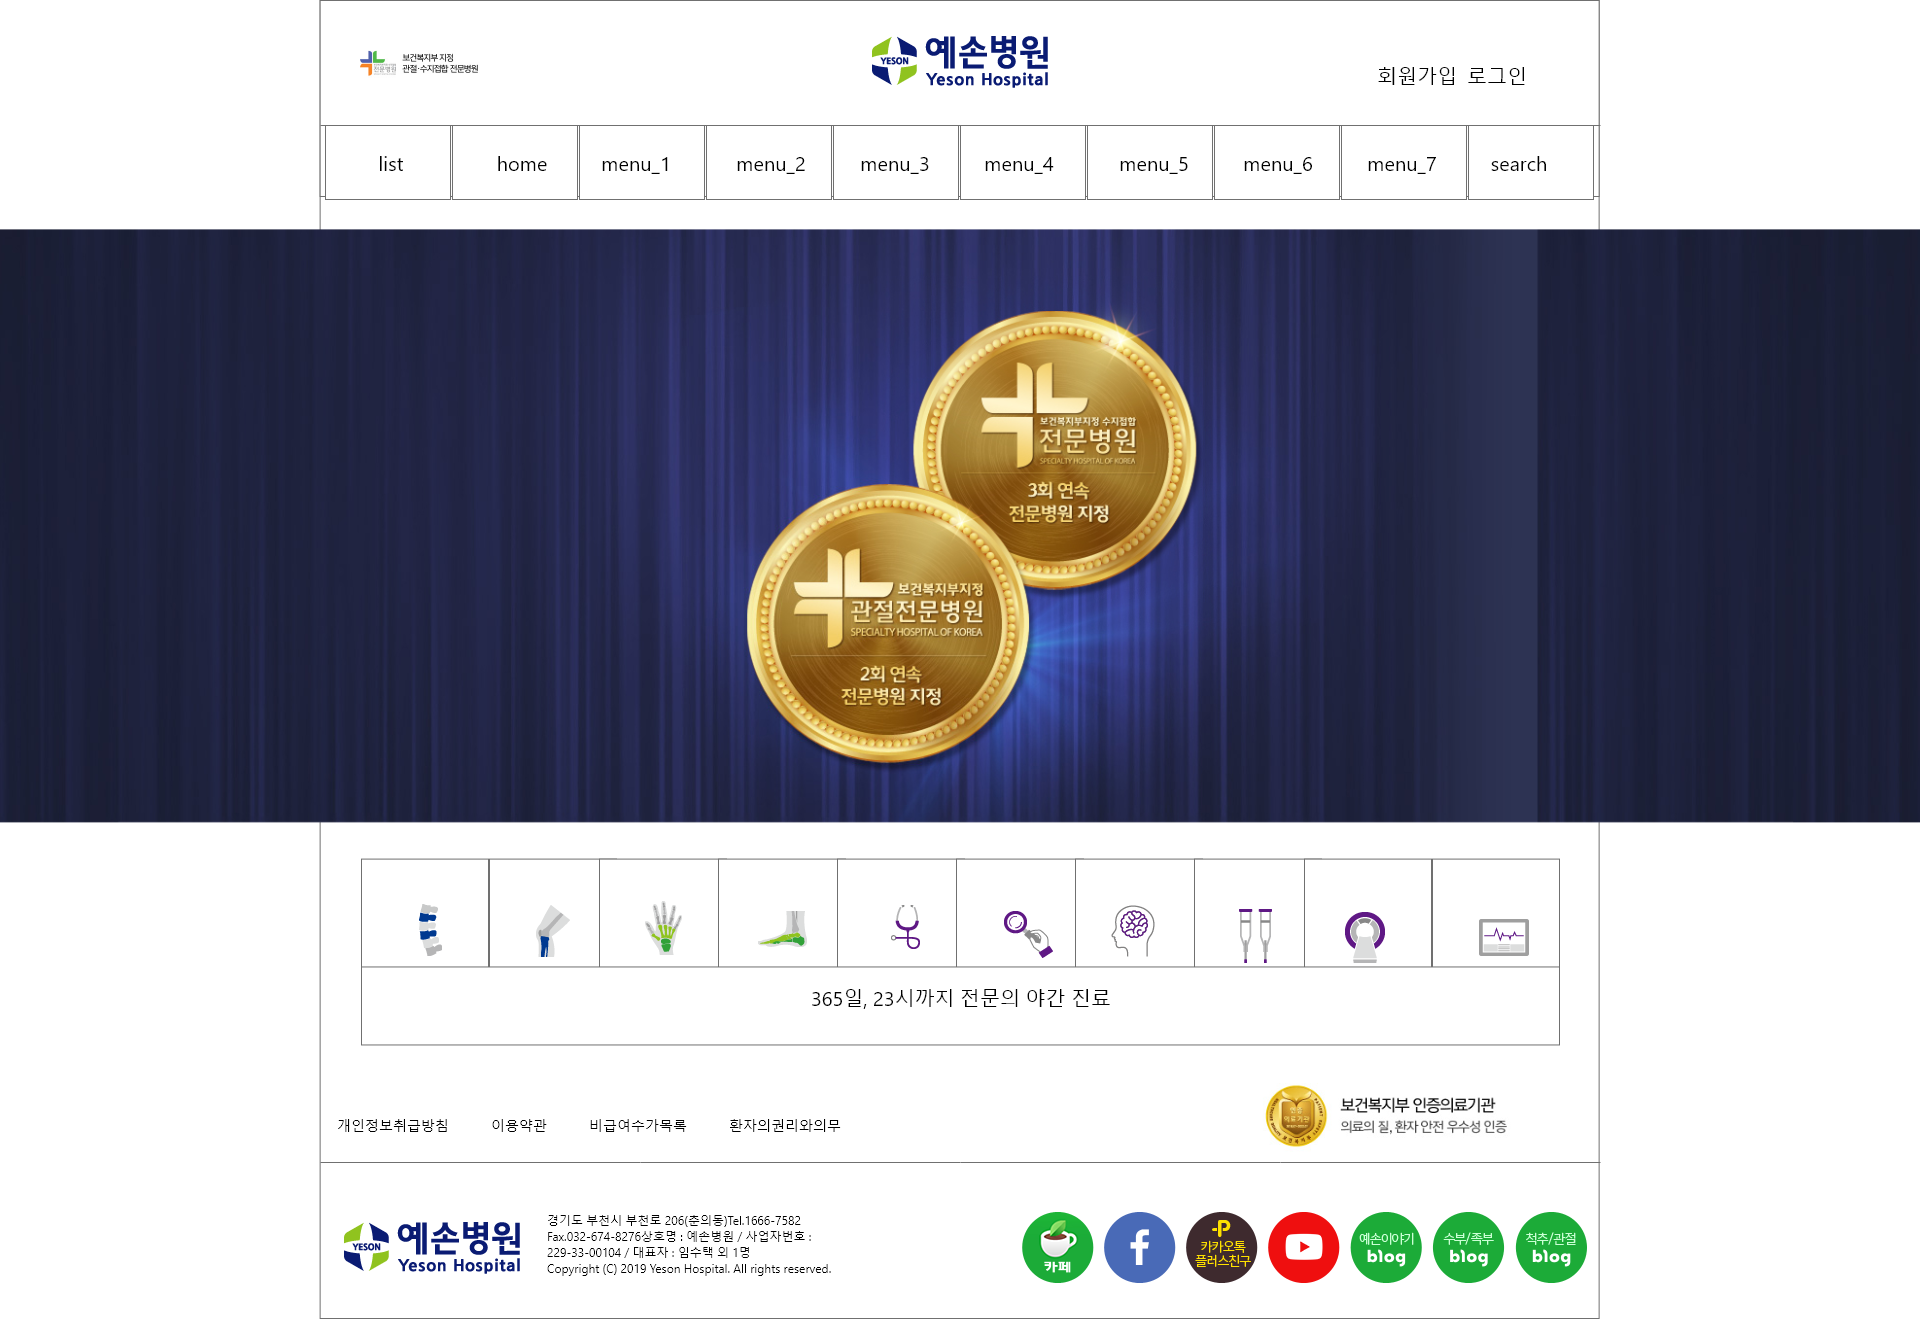 보건복지부 지정
관절·수지접합 전문병원
전문병원
YESON
예손병원
Yeson Hospital
회원가입 로그인
list home menu_1 menu_2 menu_3 menu_4 menu_5 menu_6 menu_7 search
보건복지부지정 수지접합
전문병원
SPECIALTY HOSPITAL OF KOREA
3회 연속
전문병원 지정
보건복지부지정
관절전문병원
SPECIALTY HOSPITAL OF KOREA
2회 연속
전문병원 지정
365일, 23시까지 전문의 야간 진료
개인정보취급방침 이용약관 비급여수가목록 환자의권리와의무
인증
의료기관
보건복지부 인증의료기관
의료의 질, 환자 안전 우수성 인증
YESON
예손병원
Yeson Hospital
경기도 부천시 부천로 206(춘의동)Tel.1666-7582
Fax.032-674-8276상호명 : 예손병원 / 사업자번호 :
229-33-00104 / 대표자 : 임수택 외 1명
Copyright (C) 2019 Yeson Hospital. All rights reserved.
카페
f
P
카카오톡
플러스친구
예손이야기
blog
수부/족부
blog
척추/관절
blog